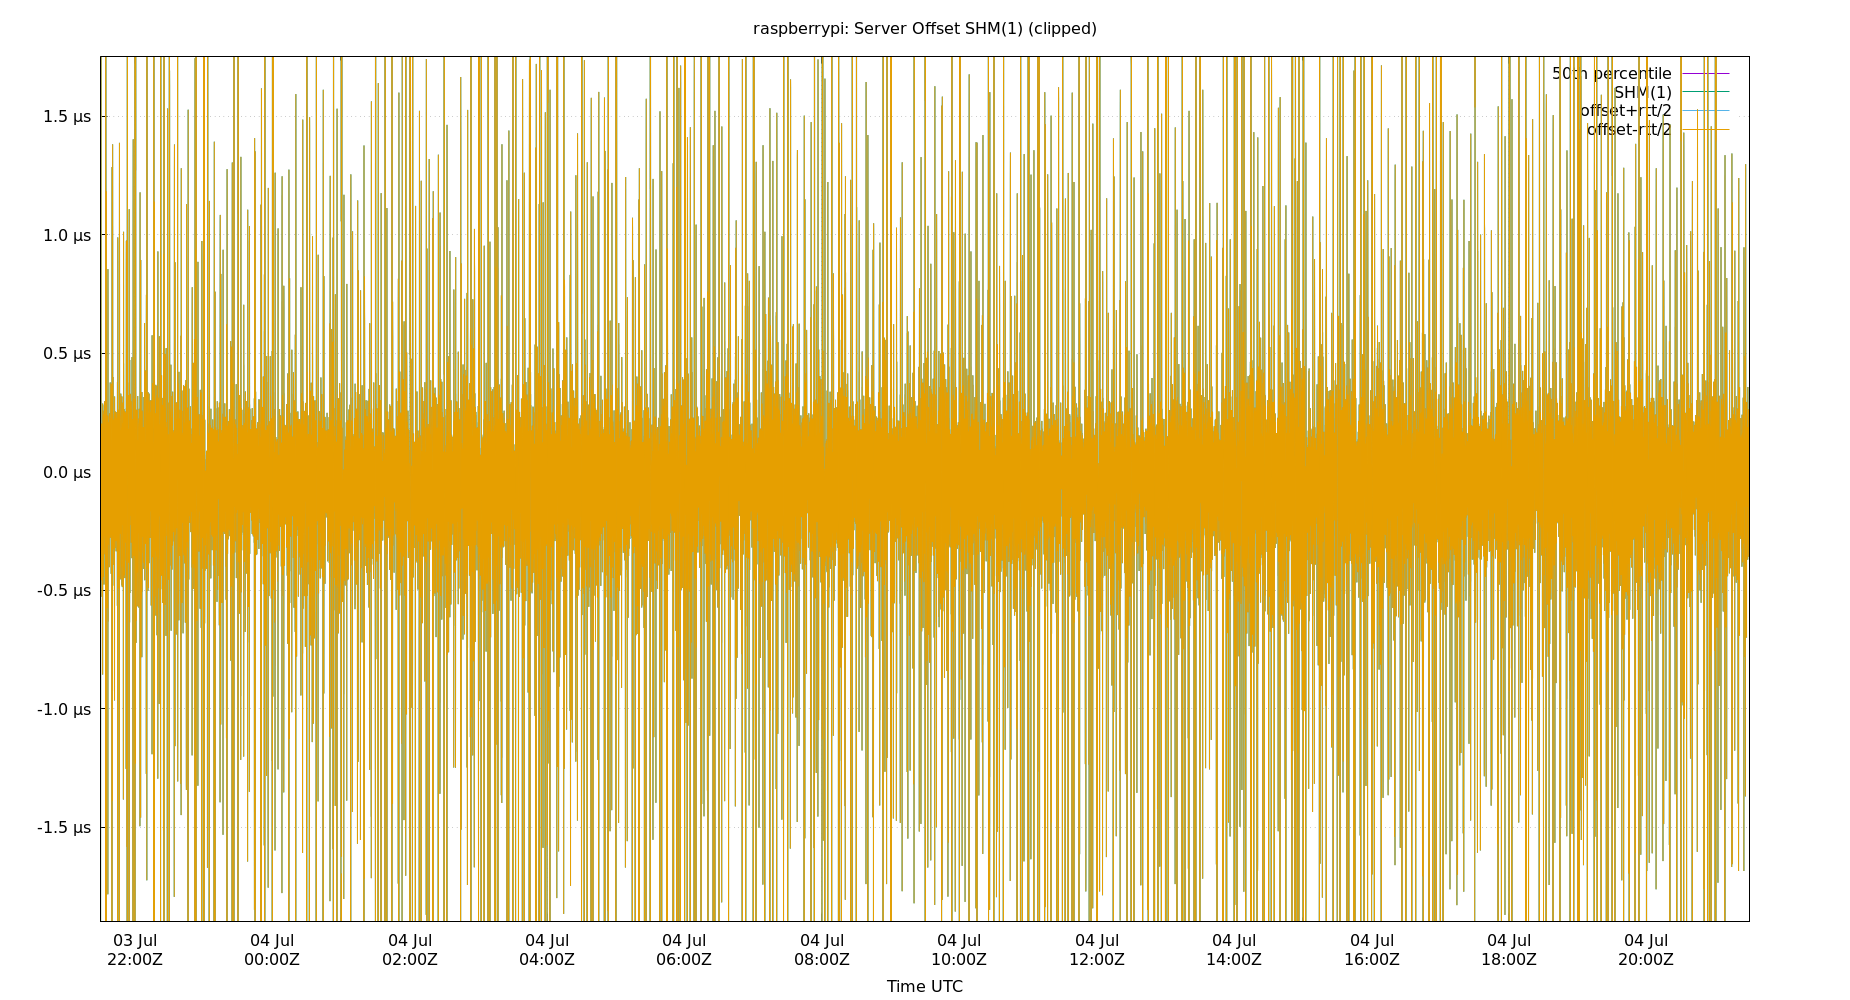 raspberrypi: Server Offset SHM(1) (clipped)
50th percentile
SHM(1)
offset+rtt/2
offset-rtt/2
1.5 µs
1.0 µs
0.5 µs
0.0 µs
-0.5 µs
-1.0 µs
-1.5 µs
03 Jul 04 Jul 04 Jul 04 Jul 04 Jul 04 Jul 04 Jul 04 Jul 04 Jul 04 Jul 04 Jul 04 Jul
22:00Z 00:00Z 02:00Z 04:00Z 06:00Z 08:00Z 10:00Z 12:00Z 14:00Z 16:00Z 18:00Z 20:00Z
Time UTC